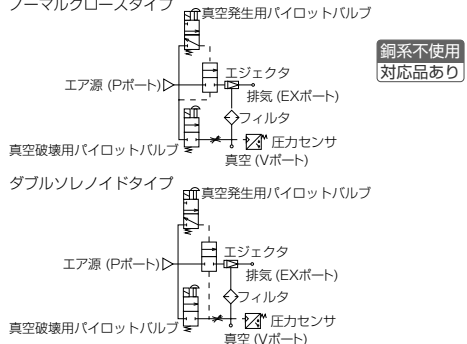 ノーマルクローズタイプ
真空発生用パイロットバルブ
銅系不使用
対応品あり
エア源 (Pポート)
エジェクタ
排気 (EXポート)
フィルタ
圧力センサ
真空破壊用パイロットバルブ
真空 (Vポート)
ダブルソレノイドタイプ
真空発生用パイロットバルブ
エア源 (Pポート)
エジェクタ
排気 (EXポート)
フィルタ
圧力センサ
真空破壊用パイロットバルブ
真空 (Vポート)